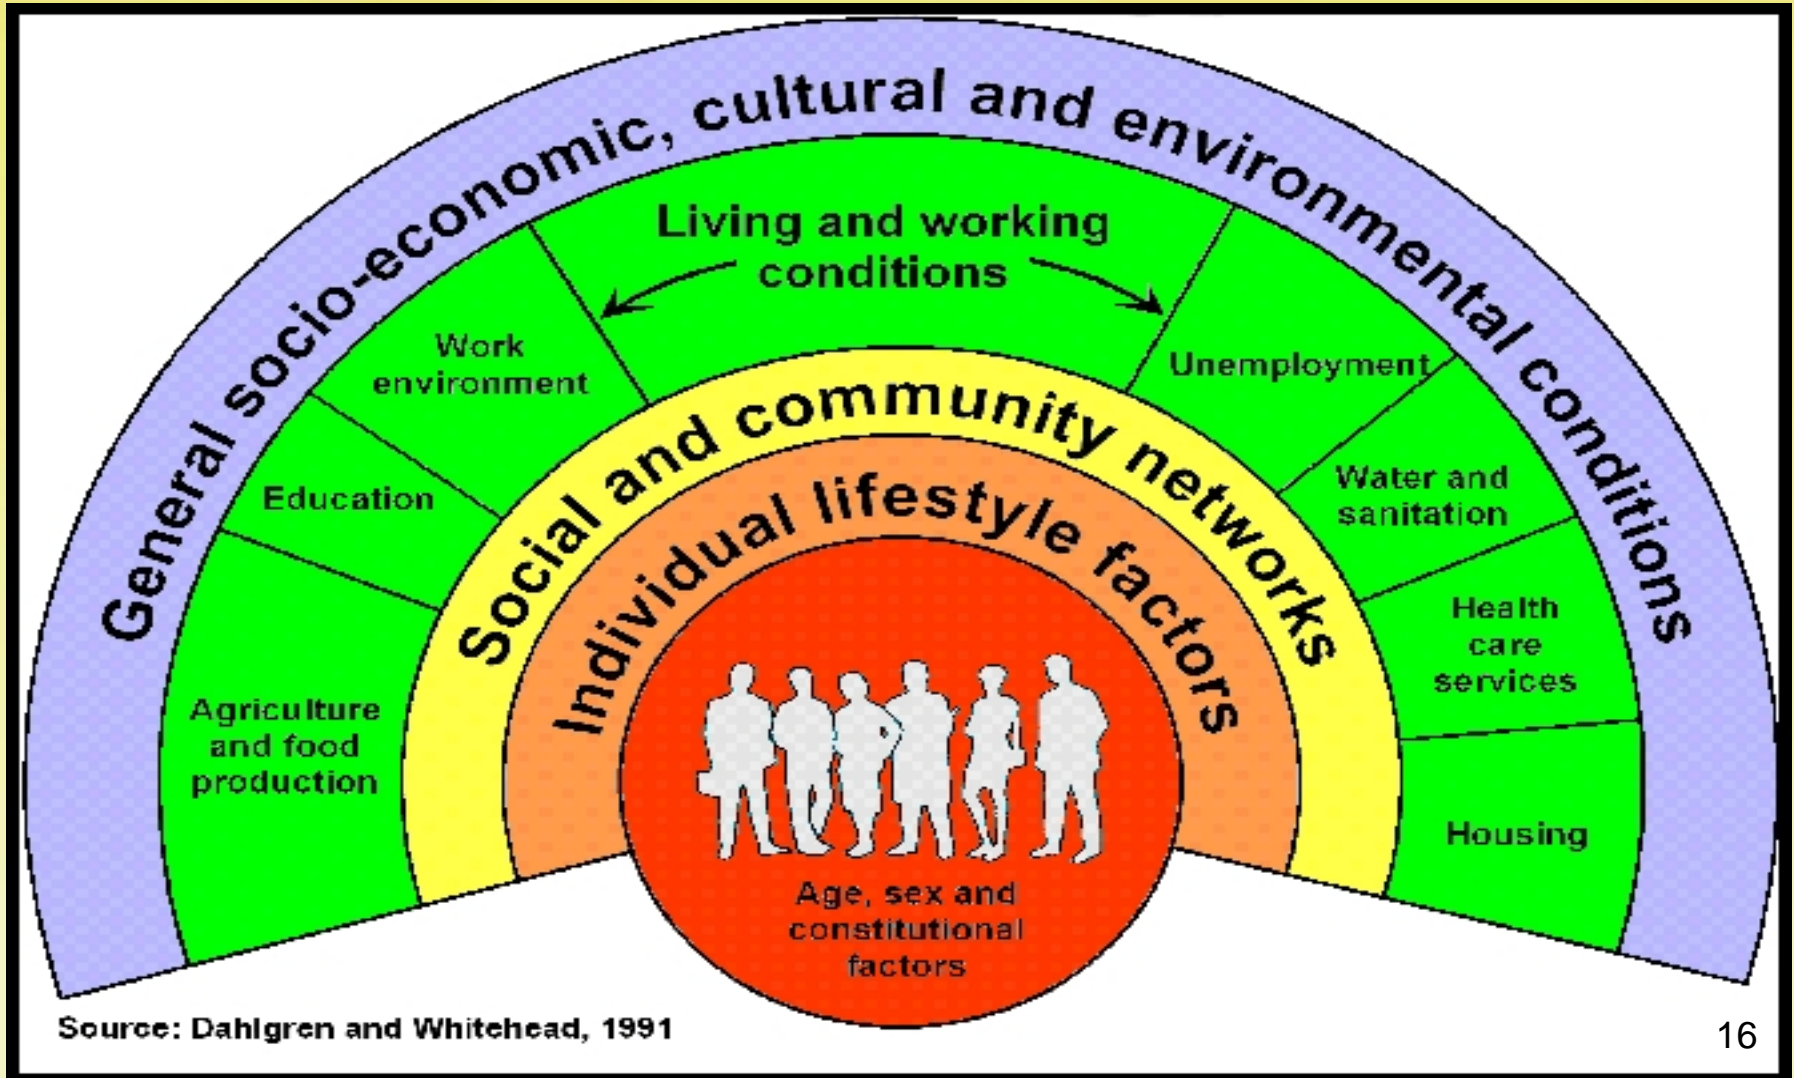 General socio-economic, cultural and environmental conditions
Living and working
conditions
Work
environment
Unemployment
Education
Water and
sanitation
Agriculture
and food
production
Health
care
services
Housing
Social and community networks
Individual lifestyle factors
Age, sex and
constitutional
factors
Source: Dahlgren and Whitehead, 1991
16